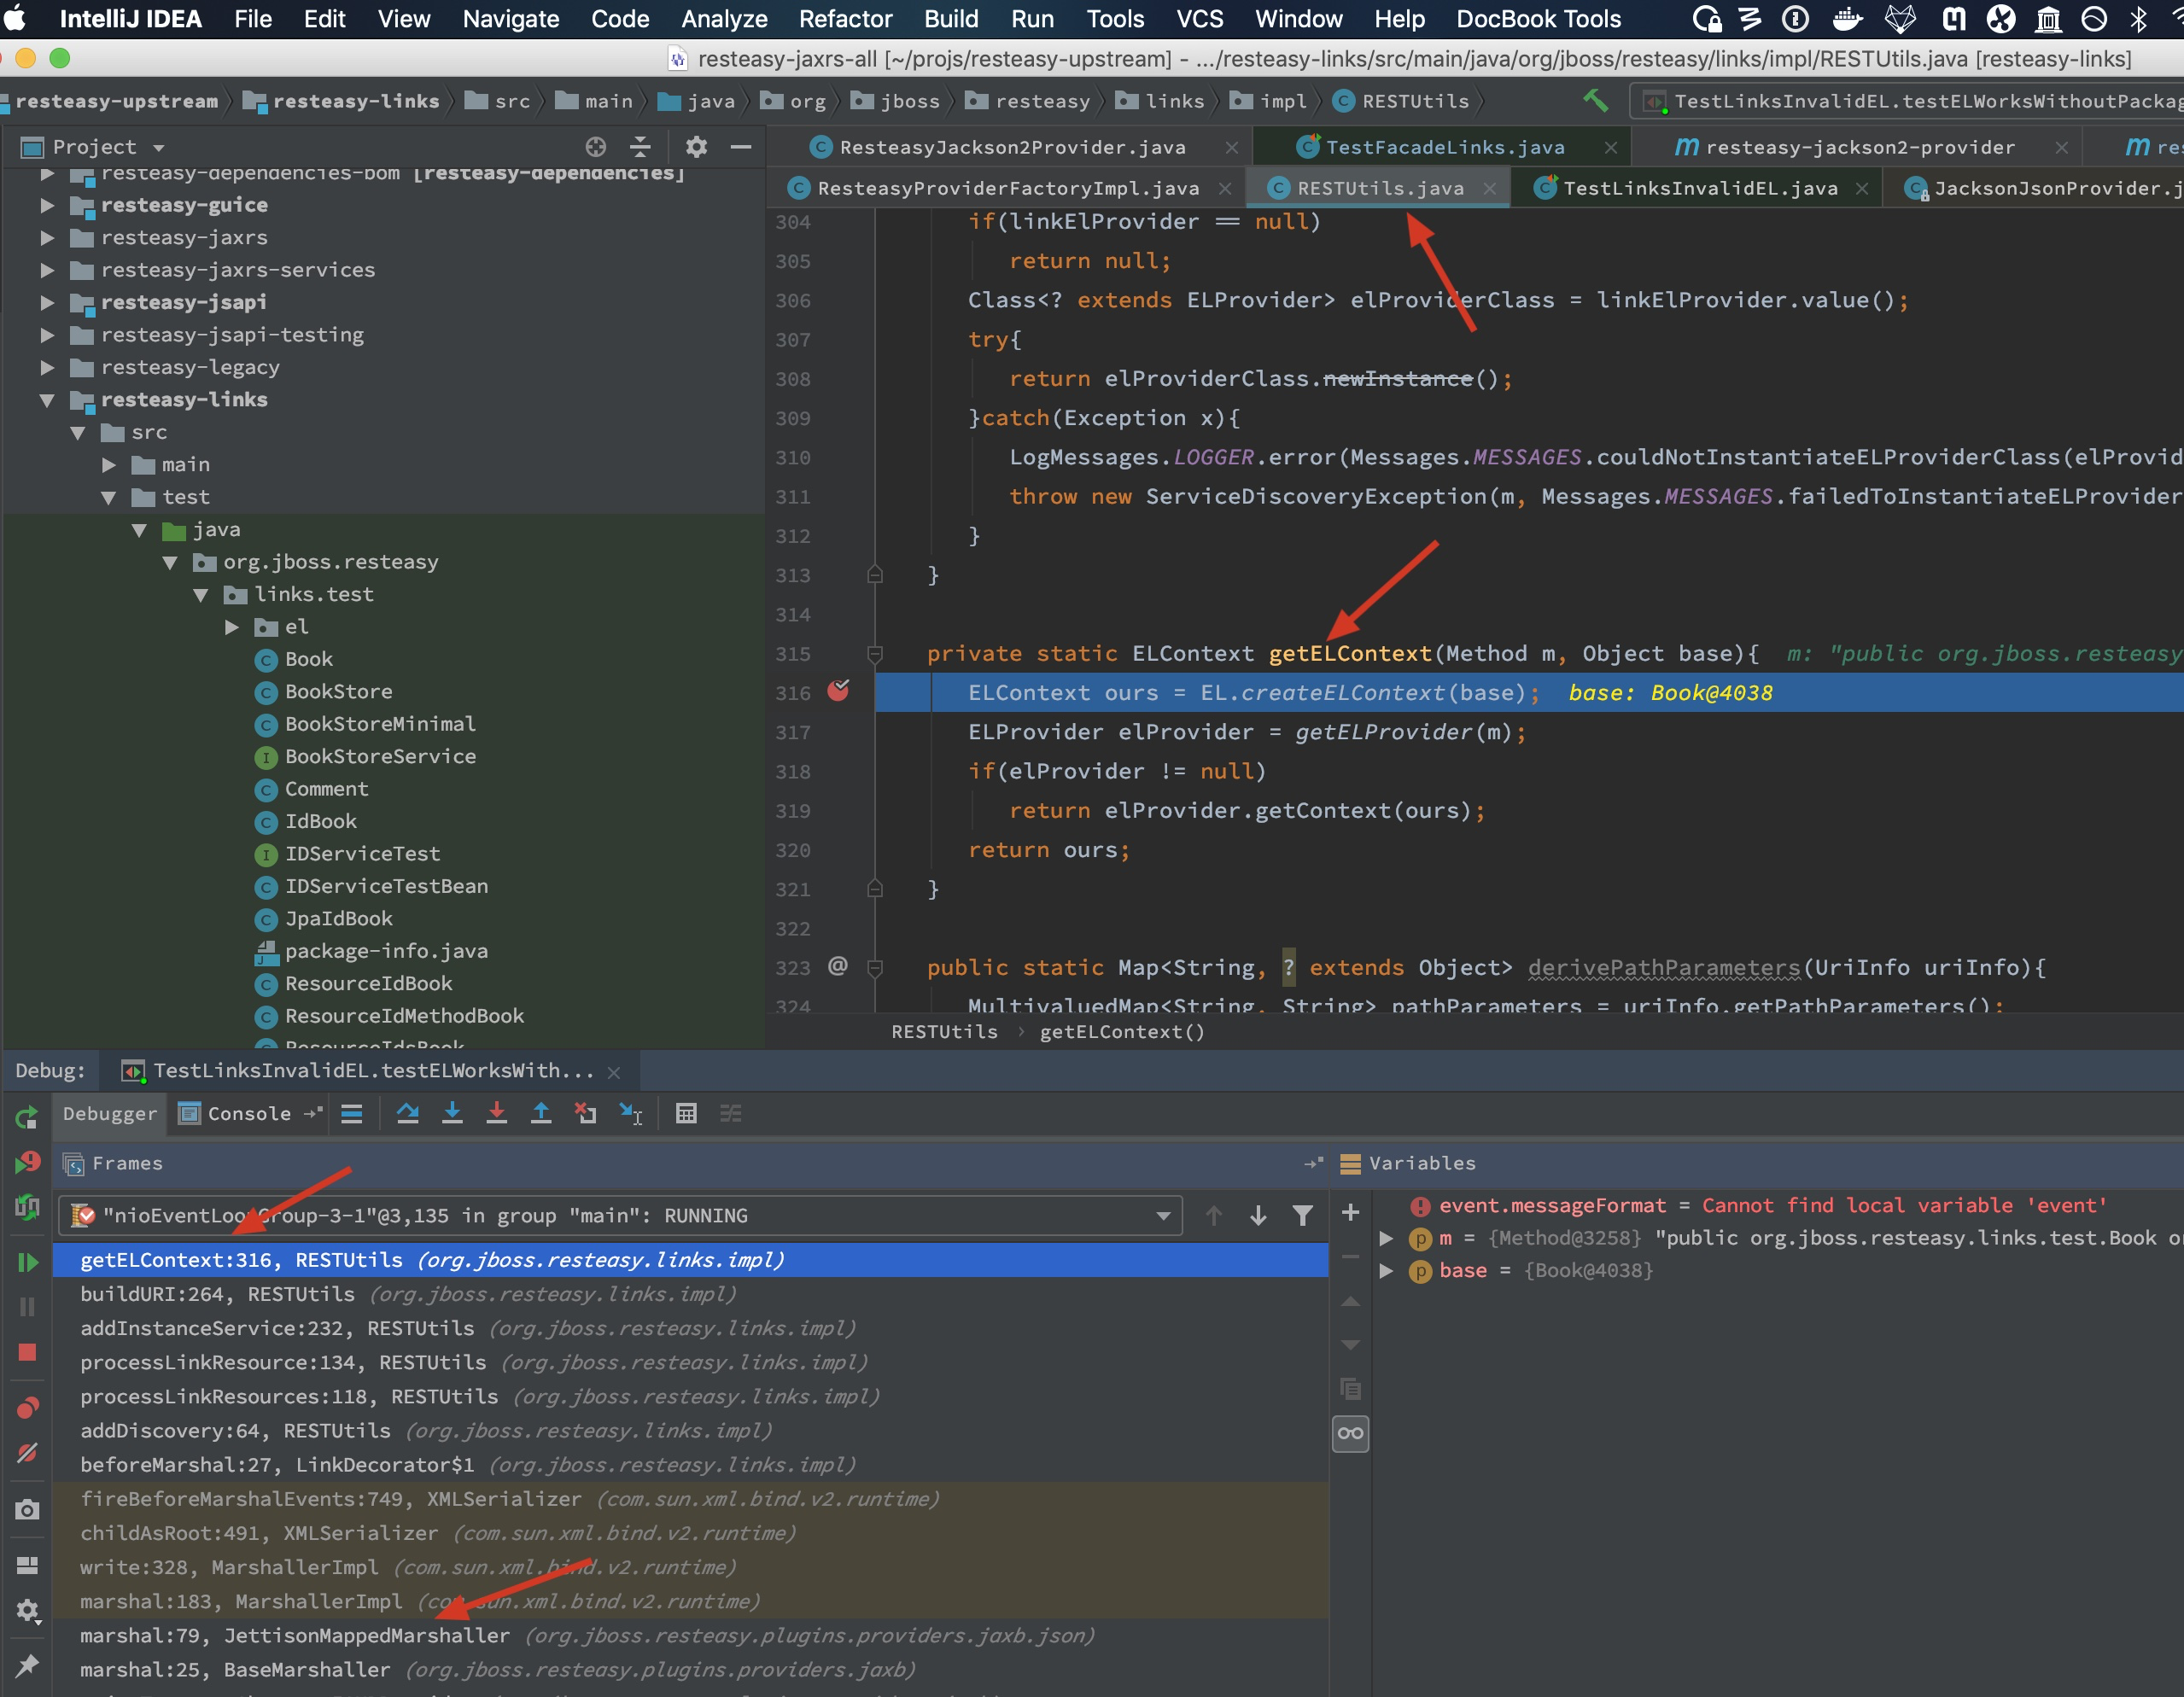 IntelliJ IDEA File Edit View Navigate Code Analyze Refactor Build Run Tools VCS Window Help DocBook Tools
resteasy-jaxrs-all [~/projs/resteasy-upstream] - .../resteasy-links/src/main/java/org/jboss/resteasy/links/impl/RESTUtils.java [resteasy-links]
resteasy-upstream resteasy-links src main java org jboss resteasy links impl RESTUtils TestLinksInvalidEL.testELWorksWithoutPackag
Project
resteasy-dependencies-bom [resteasy-dependencies]
resteasy-guice
resteasy-jaxrs
resteasy-jaxrs-services
resteasy-jsapi
resteasy-jsapi-testing
resteasy-legacy
resteasy-links
src
main
test
java
org.jboss.resteasy
links.test
el
Book
BookStore
BookStoreMinimal
BookStoreService
Comment
IdBook
IDServiceTest
IDServiceTestBean
JpaIdBook
package-info.java
ResourceIdBook
ResourceIdMethodBook
ResourceIdsBook
ResteasyJackson2Provider.java TestFacadeLinks.java resteasy-jackson2-provider res
ResteasyProviderFactoryImpl.java RESTUtils.java TestLinksInvalidEL.java JacksonJsonProvider.j
304 if(linkElProvider == null)
305 return null;
306 Class<? extends ELProvider> elProviderClass = linkElProvider.value();
307 try{
308 return elProviderClass.newInstance();
309 }catch(Exception x){
310 LogMessages.LOGGER.error(Messages.MESSAGES.couldNotInstantiateELProviderClass(elProvid
311 throw new ServiceDiscoveryException(m, Messages.MESSAGES.failedToInstantiateELProvider
312 }
313 }
314
315 private static ELContext getELContext(Method m, Object base){ m: "public org.jboss.resteasy
316 ELContext ours = EL.createELContext(base); base: Book@4038
317 ELProvider elProvider = getELProvider(m);
318 if(elProvider != null)
319 return elProvider.getContext(ours);
320 return ours;
321 }
322
323 @ public static Map<String, ? extends Object> derivePathParameters(UriInfo uriInfo){
324 MultivaluedMap<String, String> pathParameters = uriInfo.getPathParameters();
RESTUtils › getELContext()
Debug: TestLinksInvalidEL.testELWorksWith...
Debugger Console
Frames
"nioEventLoopGroup-3-1"@3,135 in group "main": RUNNING
getELContext:316, RESTUtils (org.jboss.resteasy.links.impl)
buildURI:264, RESTUtils (org.jboss.resteasy.links.impl)
addInstanceService:232, RESTUtils (org.jboss.resteasy.links.impl)
processLinkResource:134, RESTUtils (org.jboss.resteasy.links.impl)
processLinkResources:118, RESTUtils (org.jboss.resteasy.links.impl)
addDiscovery:64, RESTUtils (org.jboss.resteasy.links.impl)
beforeMarshal:27, LinkDecorator$1 (org.jboss.resteasy.links.impl)
fireBeforeMarshalEvents:749, XMLSerializer (com.sun.xml.bind.v2.runtime)
childAsRoot:491, XMLSerializer (com.sun.xml.bind.v2.runtime)
write:328, MarshallerImpl (com.sun.xml.bind.v2.runtime)
marshal:183, MarshallerImpl (com.sun.xml.bind.v2.runtime)
marshal:79, JettisonMappedMarshaller (org.jboss.resteasy.plugins.providers.jaxb.json)
marshal:25, BaseMarshaller (org.jboss.resteasy.plugins.providers.jaxb)
Variables
event.messageFormat = Cannot find local variable 'event'
m = {Method@3258} "public org.jboss.resteasy.links.test.Book o
base = {Book@4038}